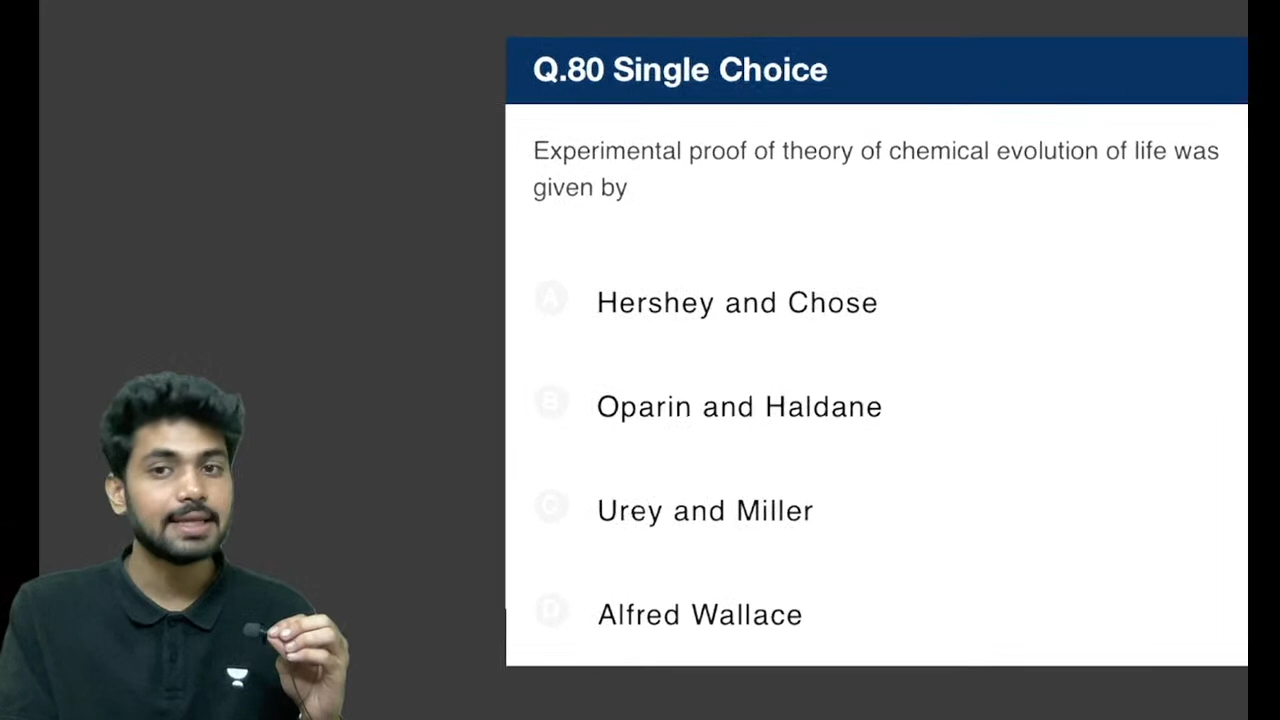 Q.80 Single Choice
Experimental proof of theory of chemical evolution of life was
given by
A Hershey and Chose
B Oparin and Haldane
C Urey and Miller
D Alfred Wallace